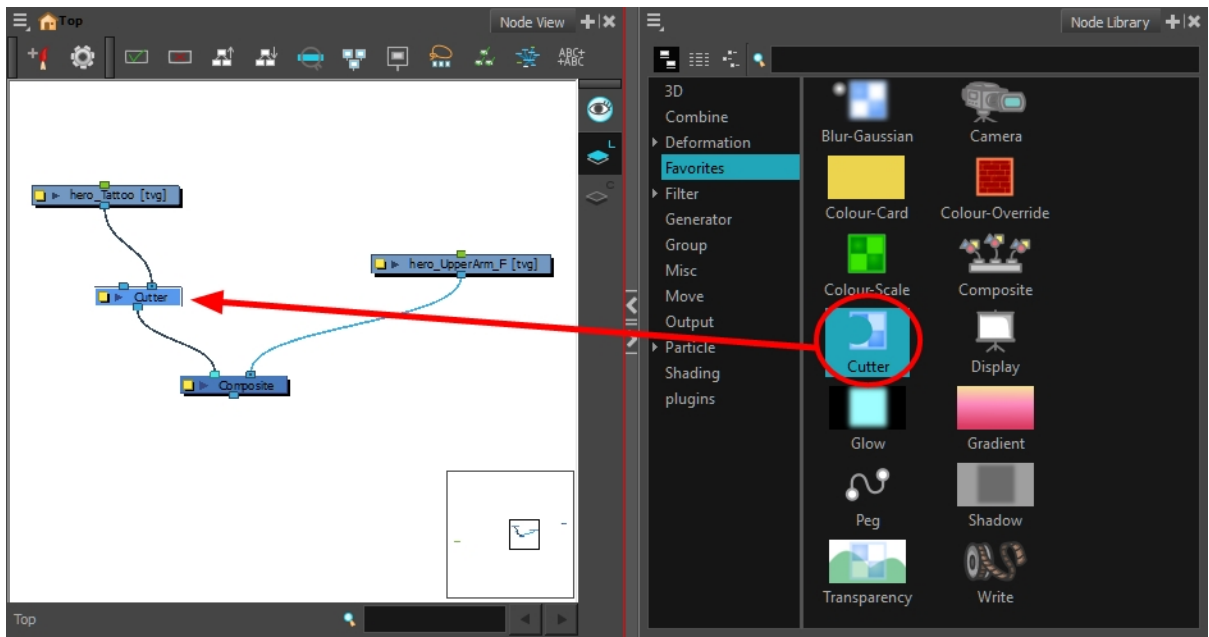 Top
Node View
ABC+
+ABC
L
C
hero_Tattoo [tvg]
hero_UpperArm_F [tvg]
Cutter
Composite
Top
Node Library
3D
Combine
Deformation
Favorites
Filter
Generator
Group
Misc
Move
Output
Particle
Shading
plugins
Blur-Gaussian
Camera
Colour-Card
Colour-Override
Colour-Scale
Composite
Cutter
Display
Glow
Gradient
Peg
Shadow
Transparency
Write